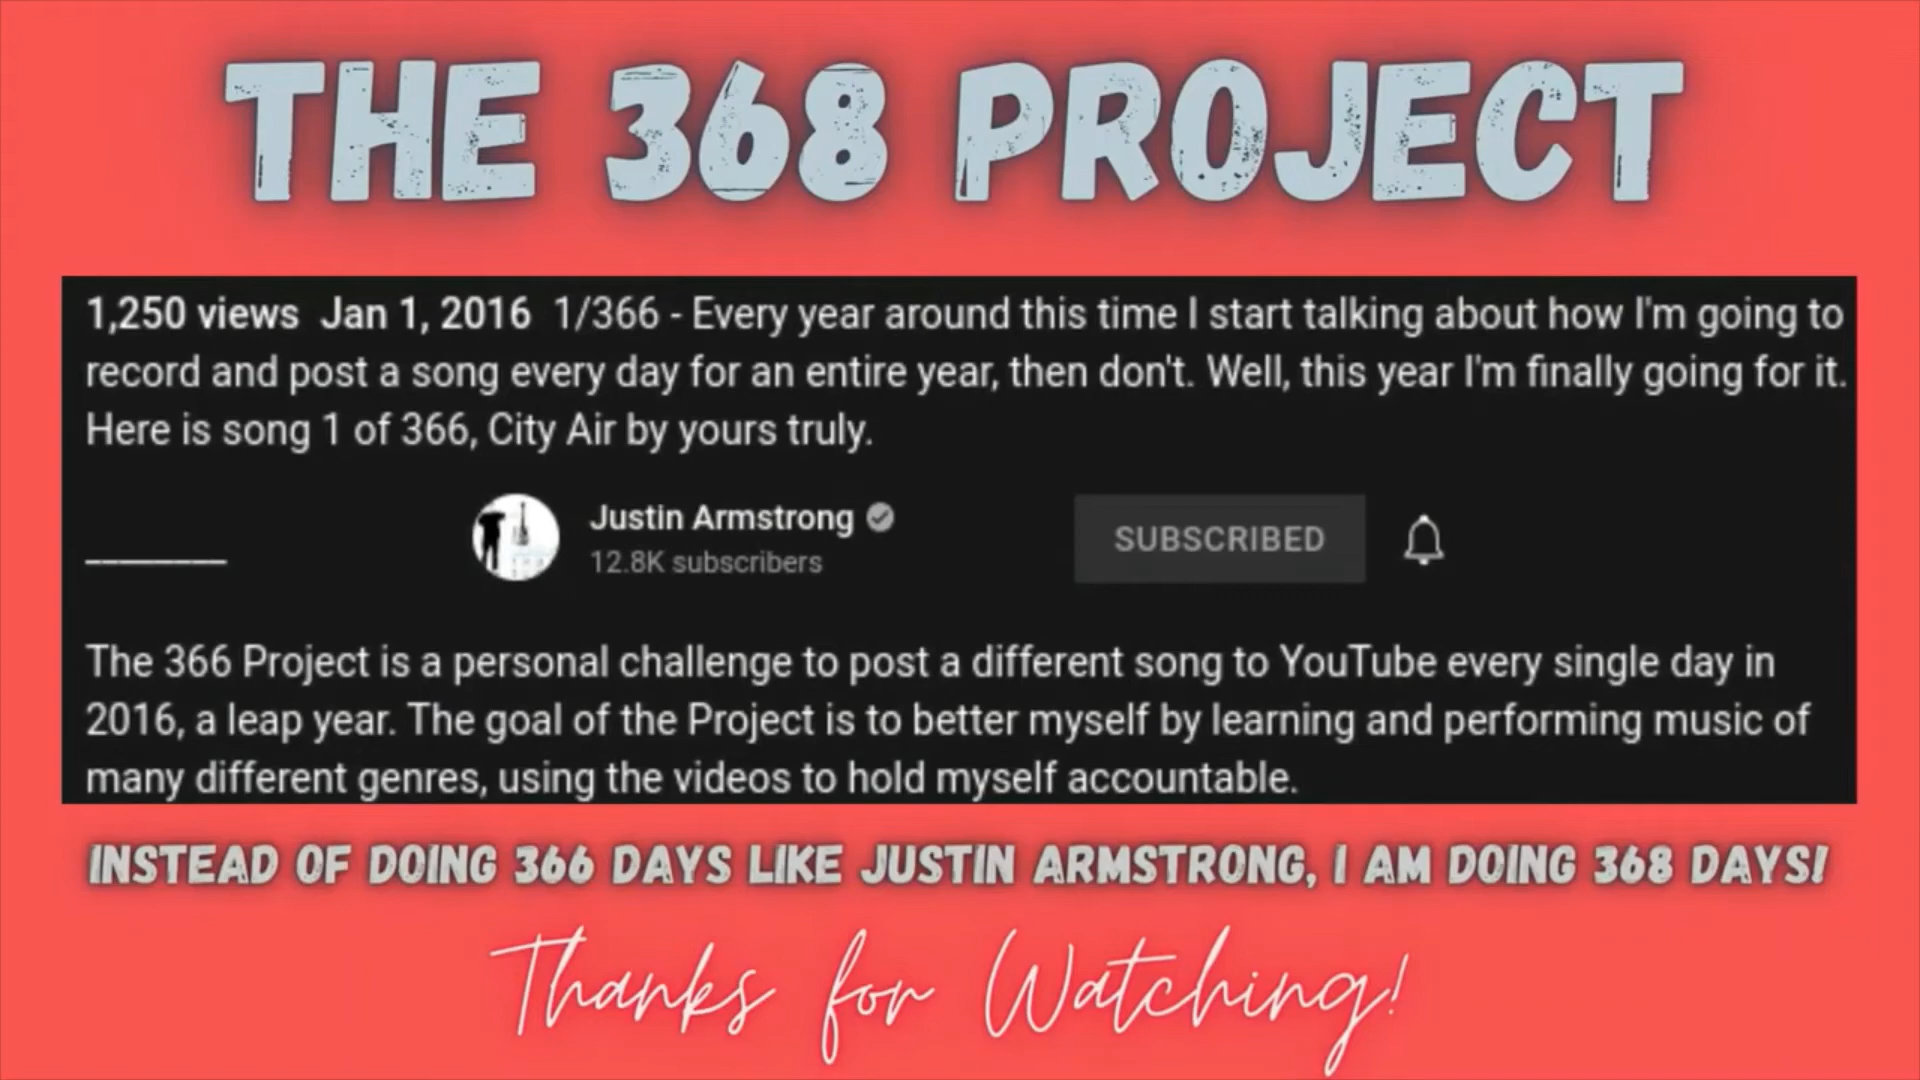 THE 368 PROJECT
1,250 views Jan 1, 2016 1/366 - Every year around this time I start talking about how I'm going to
record and post a song every day for an entire year, then don't. Well, this year I'm finally going for it.
Here is song 1 of 366, City Air by yours truly.
Justin Armstrong
12.8K subscribers
SUBSCRIBED
The 366 Project is a personal challenge to post a different song to YouTube every single day in
2016, a leap year. The goal of the Project is to better myself by learning and performing music of
many different genres, using the videos to hold myself accountable.
INSTEAD OF DOING 366 DAYS LIKE JUSTIN ARMSTRONG, I AM DOING 368 DAYS!
Thanks for Watching!